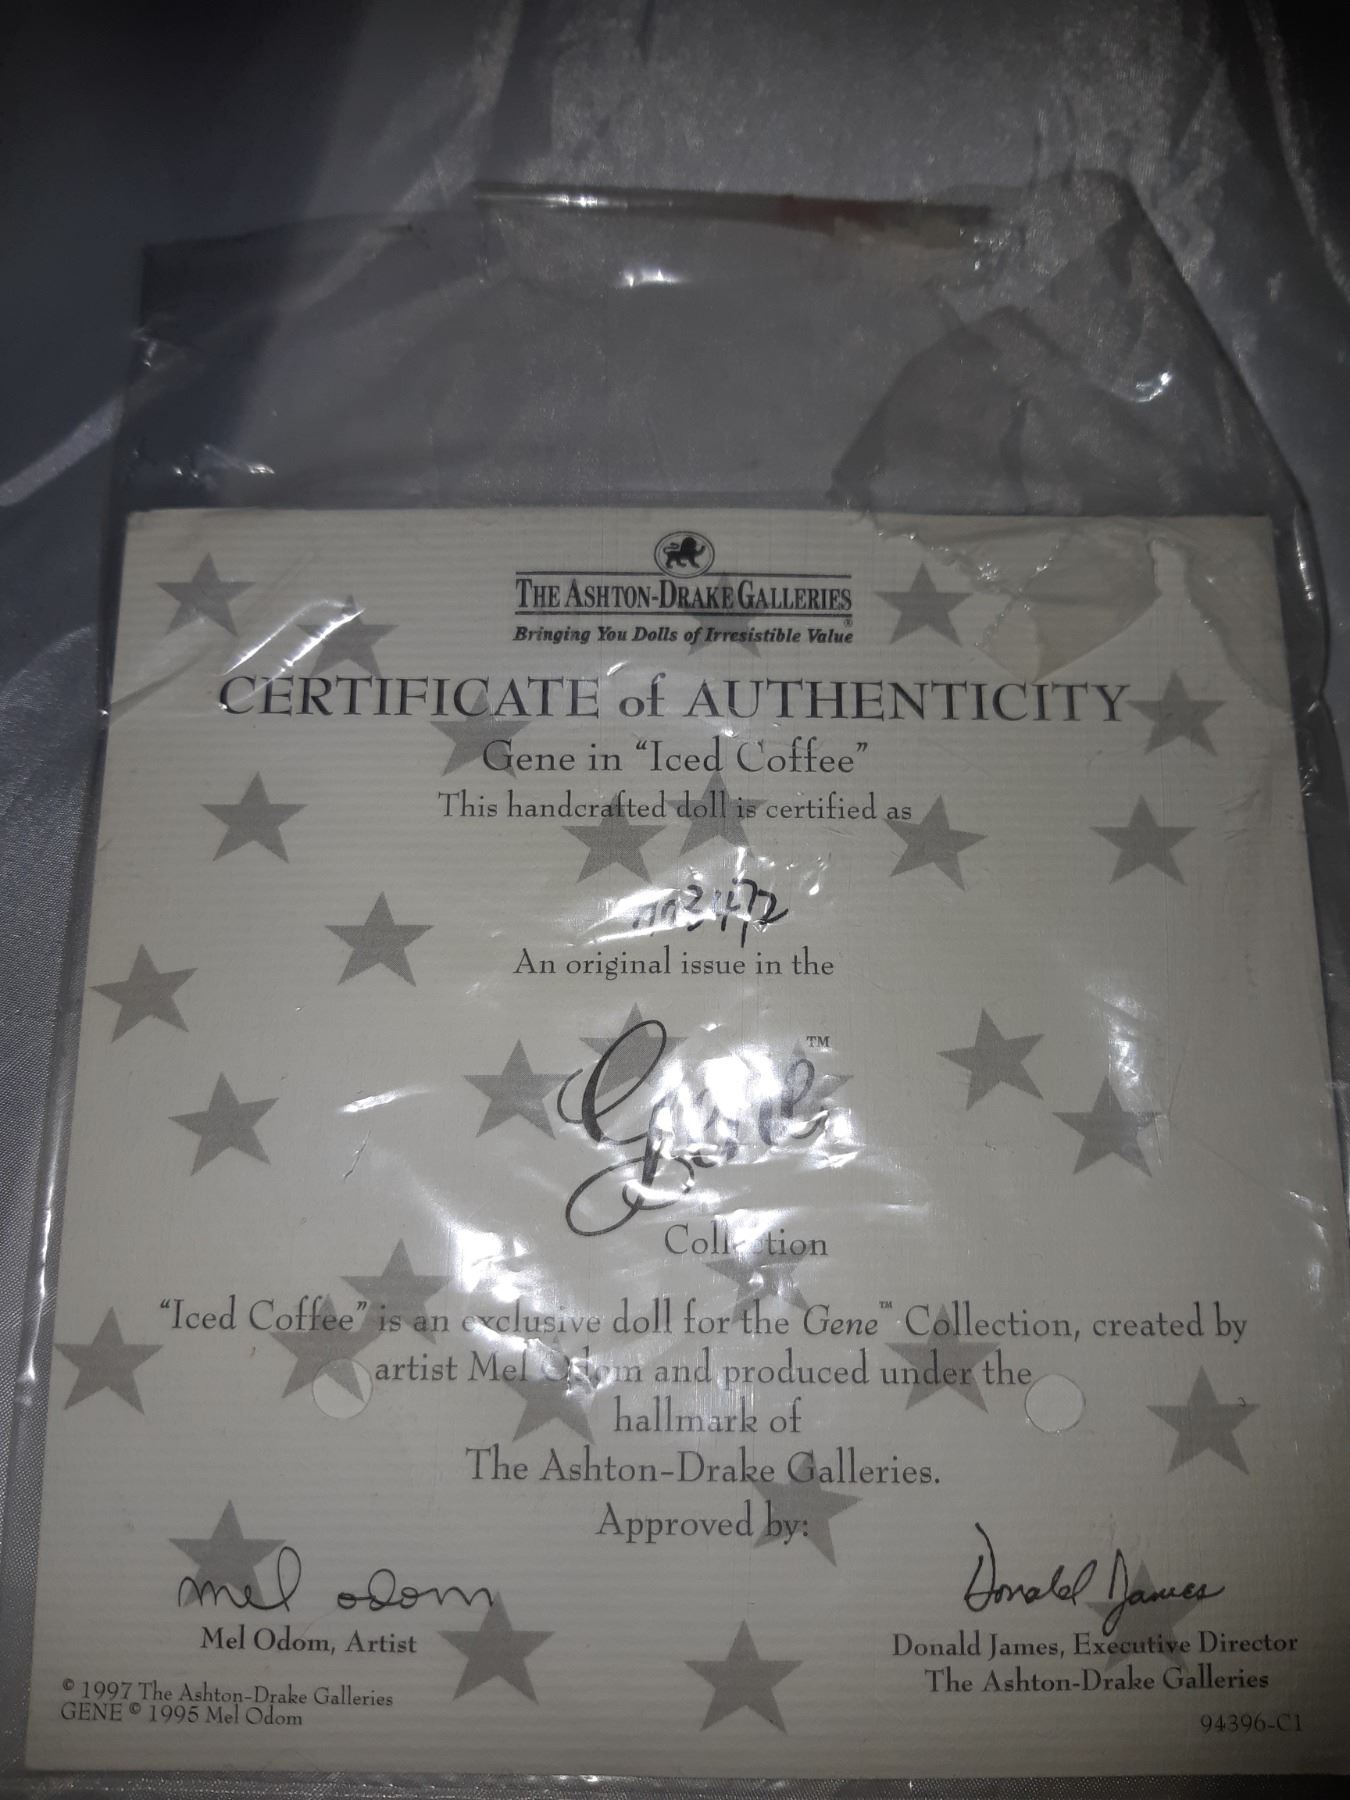 THE ASHTON-DRAKE GALLERIES
®
Bringing You Dolls of Irresistible Value
CERTIFICATE of AUTHENTICITY
Gene in “Iced Coffee”
This handcrafted doll is certified as
An original issue in the
Gene™
Collection
“Iced Coffee” is an exclusive doll for the Gene™ Collection, created by
artist Mel Odom and produced under the
hallmark of
The Ashton-Drake Galleries.
Approved by:
mel odom
Donald James
Mel Odom, Artist
Donald James, Executive Director
The Ashton-Drake Galleries
© 1997 The Ashton-Drake Galleries
GENE © 1995 Mel Odom
94396-C1